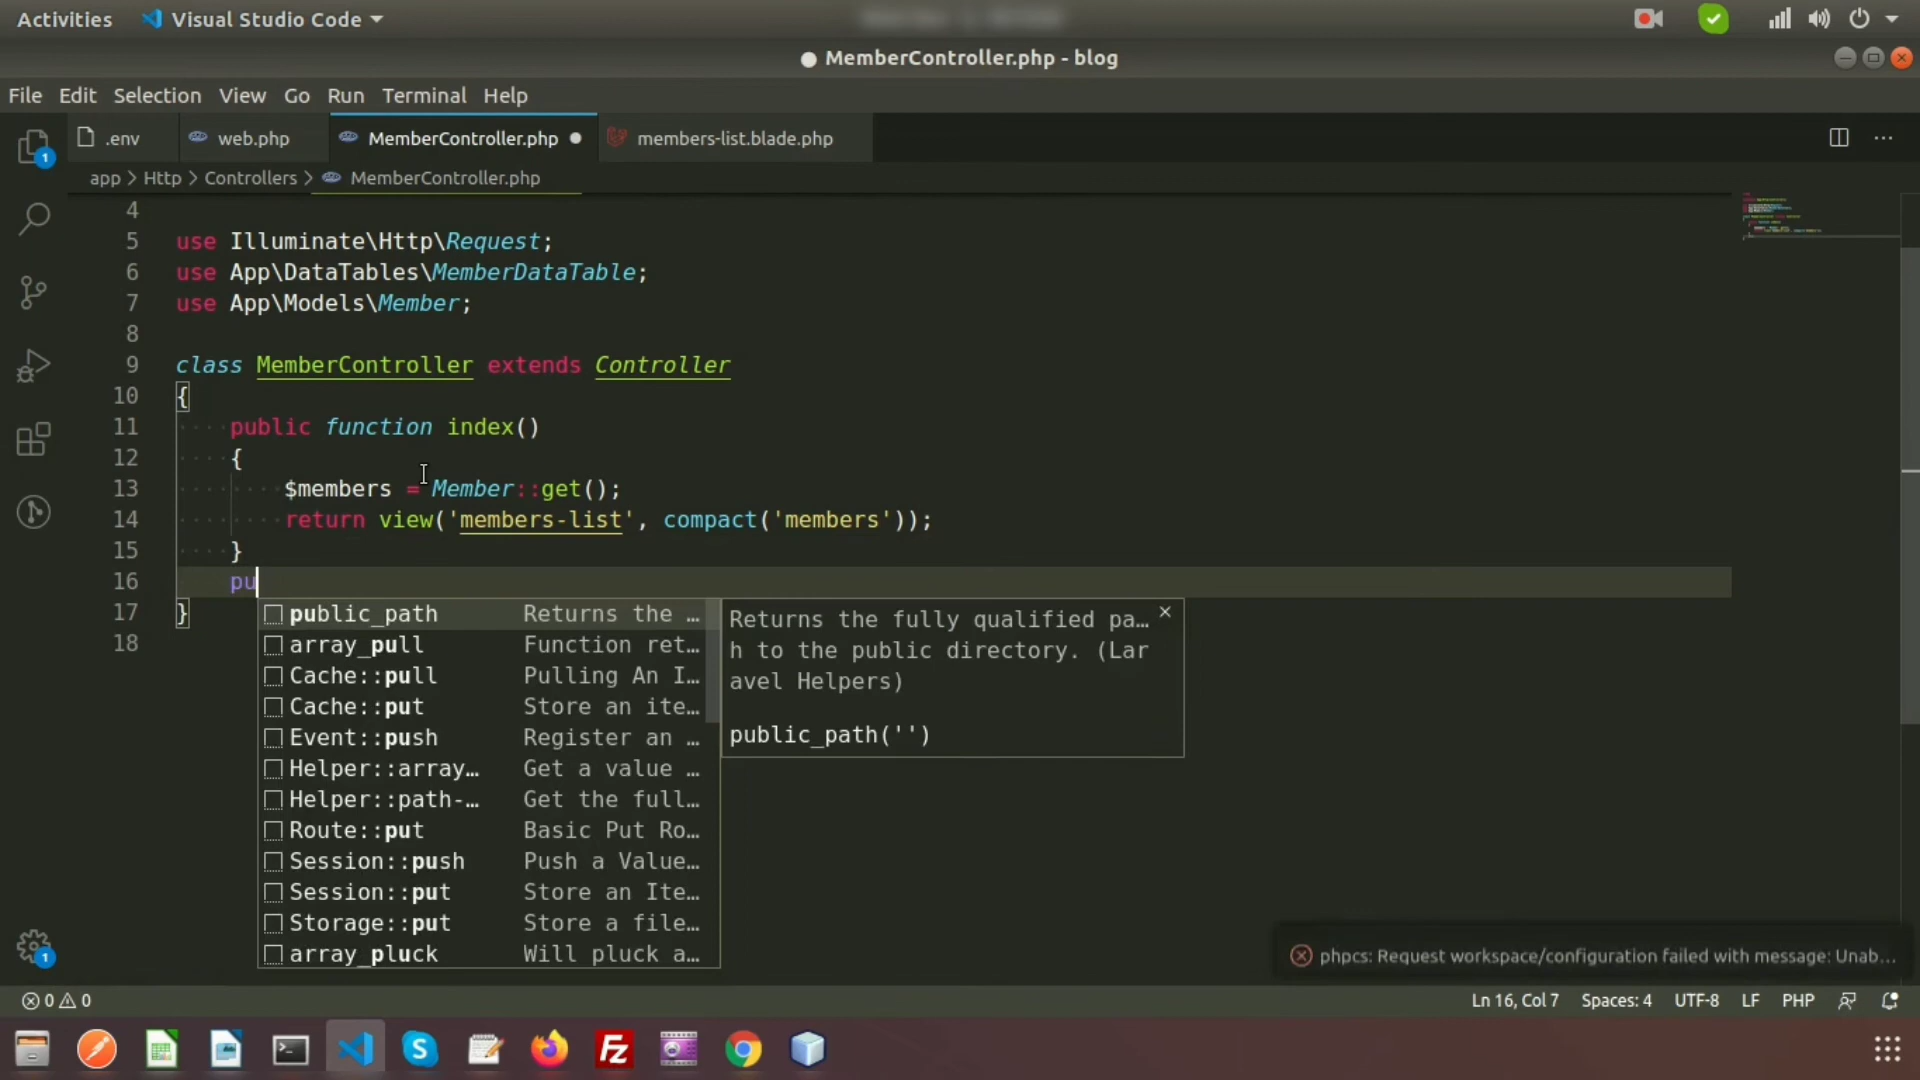 Activities Visual Studio Code
MemberController.php - blog
File Edit Selection View Go Run Terminal Help
.env web.php MemberController.php members-list.blade.php
app > Http > Controllers > MemberController.php
4
5 use Illuminate\Http\Request;
6 use App\DataTables\MemberDataTable;
7 use App\Models\Member;
8
9 class MemberController extends Controller
10 {
11 public function index()
12 {
13 $members = Member::get();
14 return view('members-list', compact('members'));
15 }
16 pu
17 }
18
public_path Returns the …
array_pull Function ret…
Cache::pull Pulling An I…
Cache::put Store an ite…
Event::push Register an …
Helper::array… Get a value …
Helper::path-… Get the full…
Route::put Basic Put Ro…
Session::push Push a Value…
Session::put Store an Ite…
Storage::put Store a file…
array_pluck Will pluck a…
Returns the fully qualified pa…
h to the public directory. (Lar
avel Helpers)
public_path('')
phpcs: Request workspace/configuration failed with message: Unab…
1
1
0 0 Ln 16, Col 7 Spaces: 4 UTF-8 LF PHP
S
Fz